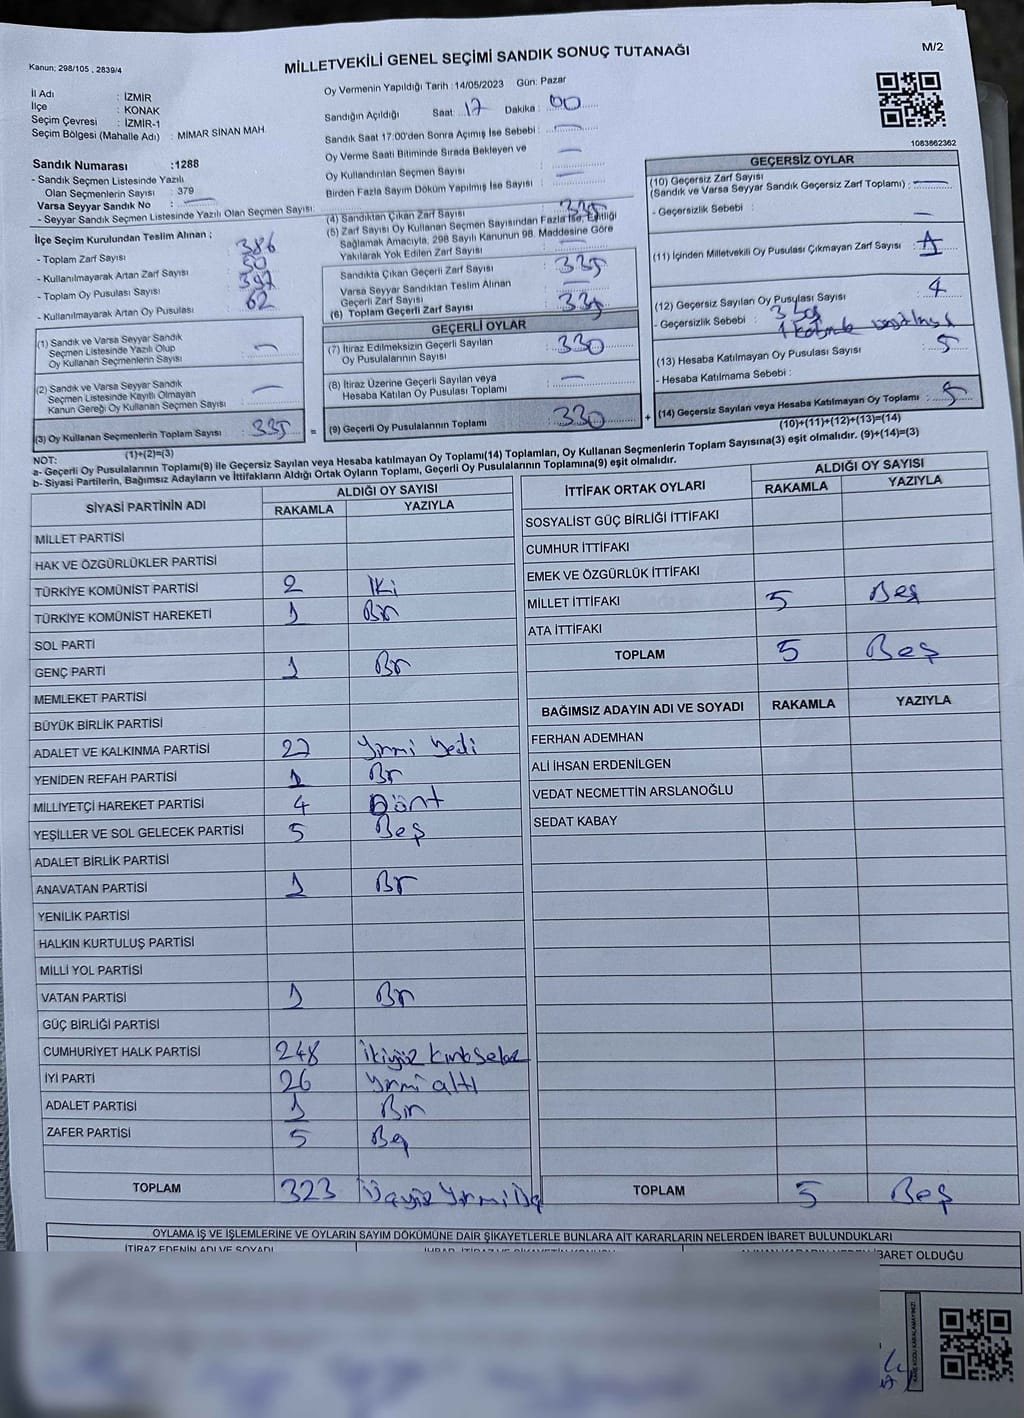 MİLLETVEKİLİ GENEL SEÇİMİ SANDIK SONUÇ TUTANAĞI
M/2
Kanun; 298/105 , 2839/4
İl Adı : İZMİR
İlçe : KONAK
Seçim Çevresi : İZMİR-1
Seçim Bölgesi (Mahalle Adı) : MİMAR SİNAN MAH.
Sandık Numarası :1288
- Sandık Seçmen Listesinde Yazılı
Olan Seçmenlerin Sayısı : 379
Varsa Seyyar Sandık No :
- Seyyar Sandık Seçmen Listesinde Yazılı Olan Seçmen Sayısı:
Oy Vermenin Yapıldığı Tarih :14/05/2023 Gün: Pazar
Sandığın Açıldığı Saat 17 Dakika : 00
Sandık Saat 17:00'den Sonra Açımış İse Sebebi : —
Oy Verme Saati Bitiminde Sırada Bekleyen ve
Oy Kullandırılan Seçmen Sayısı : —
Birden Fazla Sayım Döküm Yapılmış İse Sayısı : —
1083862362
İlçe Seçim Kurulundan Teslim Alınan ;
- Toplam Zarf Sayısı : 386
- Kullanılmayarak Artan Zarf Sayısı : 50
- Toplam Oy Pusulası Sayısı : 397
- Kullanılmayarak Artan Oy Pusulası : 62
(1) Sandık ve Varsa Seyyar Sandık
Seçmen Listesinde Yazılı Olup
Oy Kullanan Seçmenlerin Sayısı : —
(2) Sandık ve Varsa Seyyar Sandık
Seçmen Listesinde Kayıtlı Olmayan
Kanun Gereği Oy Kullanan Seçmen Sayısı : —
(3) Oy Kullanan Seçmenlerin Toplam Sayısı : 335
(1)+(2)=(3)
(4) Sandıktan Çıkan Zarf Sayısı : 335
(5) Zarf Sayısı Oy Kullanan Seçmen Sayısından Fazla İse, Eşitliği
Sağlamak Amacıyla, 298 Sayılı Kanunun 98. Maddesine Göre
Yakılarak Yok Edilen Zarf Sayısı : —
Sandıkta Çıkan Geçerli Zarf Sayısı : 335
Varsa Seyyar Sandıktan Teslim Alınan
Geçerli Zarf Sayısı : —
(6) Toplam Geçerli Zarf Sayısı : 335
GEÇERLİ OYLAR
(7) İtiraz Edilmeksizin Geçerli Sayılan
Oy Pusulalarının Sayısı : 330
(8) İtiraz Üzerine Geçerli Sayılan veya
Hesaba Katılan Oy Pusulası Toplamı : —
= (9) Geçerli Oy Pusulalarının Toplamı : 330 +
GEÇERSİZ OYLAR
(10) Geçersiz Zarf Sayısı
(Sandık ve Varsa Seyyar Sandık Geçersiz Zarf Toplamı) : —
- Geçersizlik Sebebi : —
(11) İçinden Milletvekili Oy Pusulası Çıkmayan Zarf Sayısı : 1
(12) Geçersiz Sayılan Oy Pusulası Sayısı : 4
- Geçersizlik Sebebi : 3 boş
(13) Hesaba Katılmayan Oy Pusulası Sayısı : 5
- Hesaba Katılmama Sebebi :
(14) Geçersiz Sayılan veya Hesaba Katılmayan Oy Toplamı : 5
(10)+(11)+(12)+(13)=(14)
NOT:
a- Geçerli Oy Pusulalarının Toplamı(9) ile Geçersiz Sayılan veya Hesaba katılmayan Oy Toplamı(14) Toplamları, Oy Kullanan Seçmenlerin Toplam Sayısına(3) eşit olmalıdır. (9)+(14)=(3)
b- Siyasi Partilerin, Bağımsız Adayların ve İttifakların Aldığı Ortak Oyların Toplamı, Geçerli Oy Pusulalarının Toplamına(9) eşit olmalıdır.
SİYASİ PARTİNİN ADI ALDIĞI OY SAYISI
RAKAMLA YAZIYLA
MİLLET PARTİSİ
HAK VE ÖZGÜRLÜKLER PARTİSİ
TÜRKİYE KOMÜNİST PARTİSİ 2 İki
TÜRKİYE KOMÜNİST HAREKETİ 1 Bir
SOL PARTİ
GENÇ PARTİ 1 Bir
MEMLEKET PARTİSİ
BÜYÜK BİRLİK PARTİSİ
ADALET VE KALKINMA PARTİSİ 27 Yirmi Yedi
YENİDEN REFAH PARTİSİ 1 Bir
MİLLİYETÇİ HAREKET PARTİSİ 4 Dört
YEŞİLLER VE SOL GELECEK PARTİSİ 5 Beş
ADALET BİRLİK PARTİSİ
ANAVATAN PARTİSİ 1 Bir
YENİLİK PARTİSİ
HALKIN KURTULUŞ PARTİSİ
MİLLİ YOL PARTİSİ
VATAN PARTİSİ 1 Bir
GÜÇ BİRLİĞİ PARTİSİ
CUMHURİYET HALK PARTİSİ 248 İkiyüz Kırksekiz
İYİ PARTİ 26 Yirmi altı
ADALET PARTİSİ 1 Bir
ZAFER PARTİSİ 5 Beş
TOPLAM 323 Üçyüz Yirmi Üç
İTTİFAK ORTAK OYLARI ALDIĞI OY SAYISI
RAKAMLA YAZIYLA
SOSYALİST GÜÇ BİRLİĞİ İTTİFAKI
CUMHUR İTTİFAKI
EMEK VE ÖZGÜRLÜK İTTİFAKI
MİLLET İTTİFAKI 5 Beş
ATA İTTİFAKI
TOPLAM 5 Beş
BAĞIMSIZ ADAYIN ADI VE SOYADI RAKAMLA YAZIYLA
FERHAN ADEMHAN
ALİ İHSAN ERDENİLGEN
VEDAT NECMETTİN ARSLANOĞLU
SEDAT KABAY
TOPLAM 5 Beş
OYLAMA İŞ VE İŞLEMLERİNE VE OYLARIN SAYIM DÖKÜMÜNE DAİR ŞİKAYETLERLE BUNLARA AİT KARARLARIN NELERDEN İBARET BULUNDUKLARI
İTİRAZ EDENİN ADI VE SOYADI
İBARET OLDUĞU